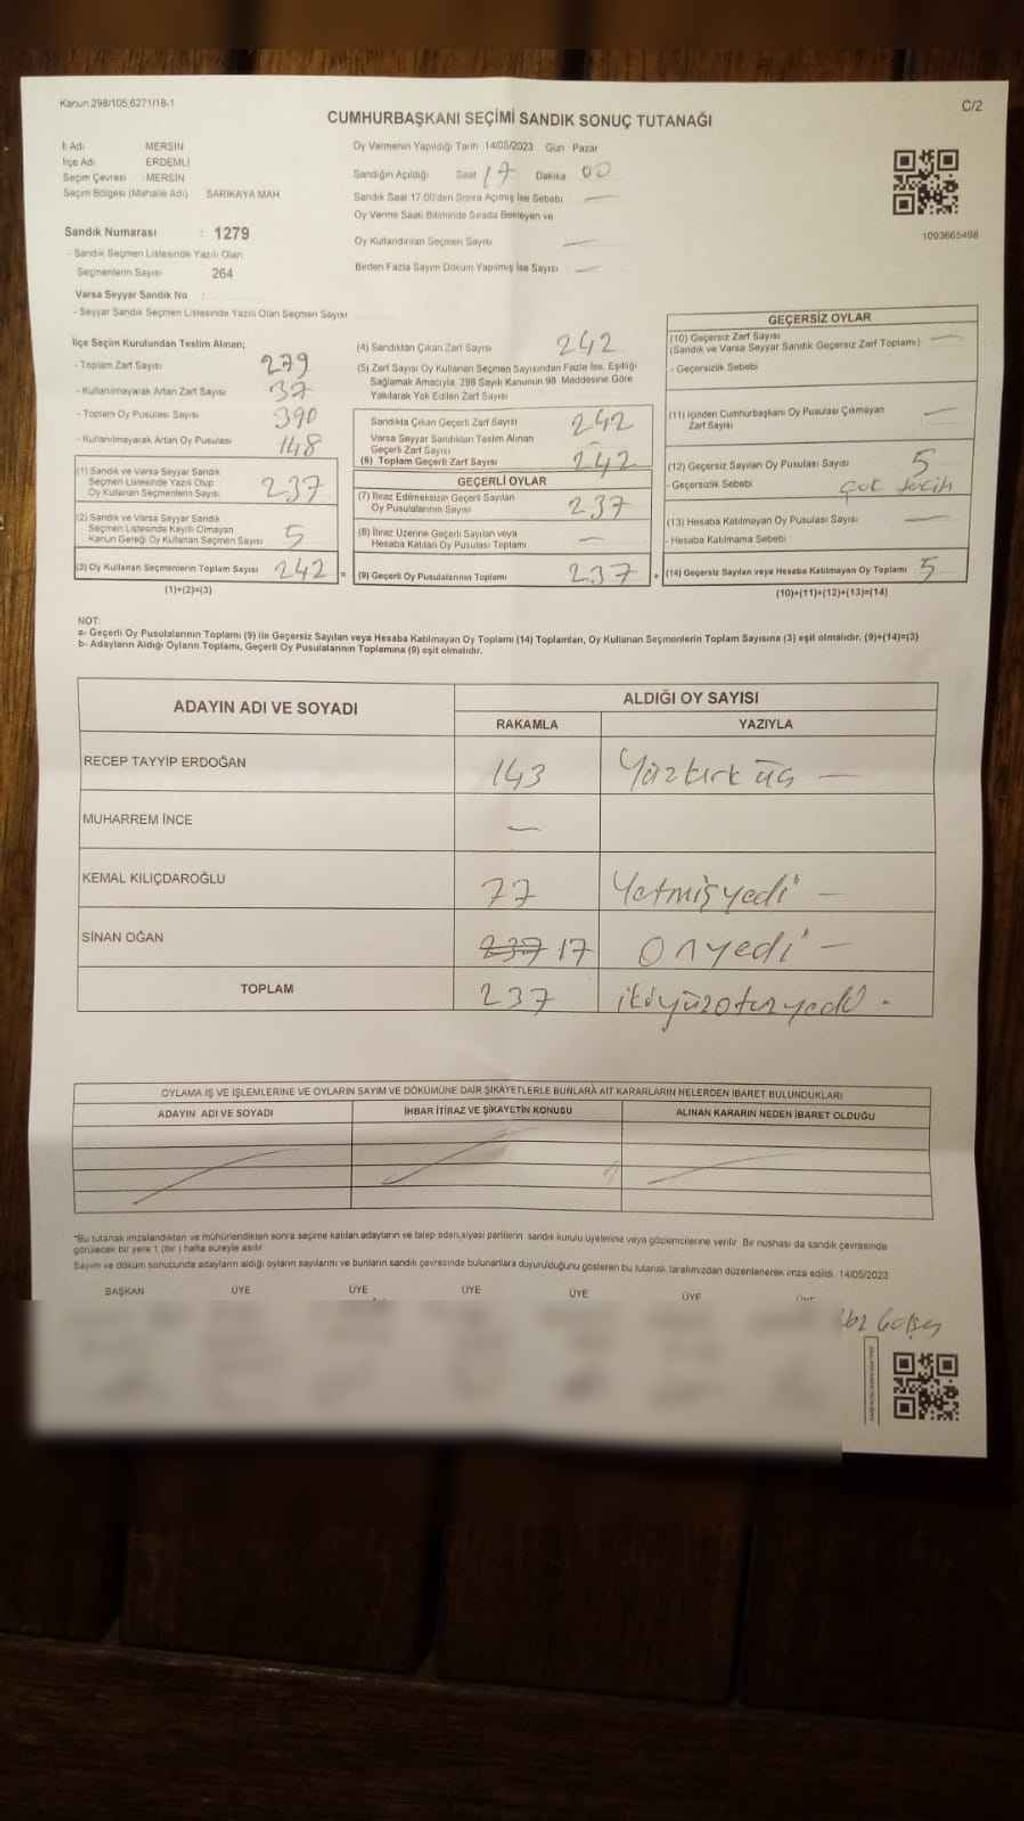 Kanun 298/105,6271/18-1
C/2
CUMHURBAŞKANI SEÇİMİ SANDIK SONUÇ TUTANAĞI
İl Adı MERSİN
İlçe Adı ERDEMLİ
Seçim Çevresi MERSİN
Seçim Bölgesi (Mahalle Adı) SARIKAYA MAH
Sandık Numarası : 1279
- Sandık Seçmen Listesinde Yazılı Olan
Seçmenlerin Sayısı 264
Varsa Seyyar Sandık No :
- Seyyar Sandık Seçmen Listesinde Yazılı Olan Seçmen Sayısı
Oy Vermenin Yapıldığı Tarih 14/05/2023 Gün Pazar
Sandığın Açıldığı Saat 17 Dakika 00
Sandık Saat 17.00'den Sonra Açılmış İse Sebebi —
Oy Verme Saati Bitiminde Sırada Bekleyen ve
Oy Kullandırılan Seçmen Sayısı —
Birden Fazla Sayım Döküm Yapılmış İse Sayısı —
1093665498
İlçe Seçim Kurulundan Teslim Alınan;
- Toplam Zarf Sayısı 279
- Kullanılmayarak Artan Zarf Sayısı 37
- Toplam Oy Pusulası Sayısı 390
- Kullanılmayarak Artan Oy Pusulası 148
(1) Sandık ve Varsa Seyyar Sandık
Seçmen Listesinde Yazılı Olup
Oy Kullanan Seçmenlerin Sayısı 237
(2) Sandık ve Varsa Seyyar Sandık
Seçmen Listesinde Kayıtlı Olmayan
Kanun Gereği Oy Kullanan Seçmen Sayısı 5
(3) Oy Kullanan Seçmenlerin Toplam Sayısı 242 =
(1)+(2)=(3)
(4) Sandıktan Çıkan Zarf Sayısı 242
(5) Zarf Sayısı Oy Kullanan Seçmen Sayısından Fazla İse, Eşitliği
Sağlamak Amacıyla, 298 Sayılı Kanunun 98. Maddesine Göre
Yakılarak Yok Edilen Zarf Sayısı
Sandıkta Çıkan Geçerli Zarf Sayısı 242
Varsa Seyyar Sandıktan Teslim Alınan
Geçerli Zarf Sayısı —
(6) Toplam Geçerli Zarf Sayısı 242
GEÇERLİ OYLAR
(7) İtiraz Edilmeksizin Geçerli Sayılan
Oy Pusulalarının Sayısı 237
(8) İtiraz Üzerine Geçerli Sayılan veya
Hesaba Katılan Oy Pusulası Toplamı —
(9) Geçerli Oy Pusulalarının Toplamı 237 +
GEÇERSİZ OYLAR
(10) Geçersiz Zarf Sayısı
(Sandık ve Varsa Seyyar Sandık Geçersiz Zarf Toplamı) —
- Geçersizlik Sebebi
(11) İçinden Cumhurbaşkanı Oy Pusulası Çıkmayan
Zarf Sayısı —
(12) Geçersiz Sayılan Oy Pusulası Sayısı 5
- Geçersizlik Sebebi çok tecih
(13) Hesaba Katılmayan Oy Pusulası Sayısı —
- Hesaba Katılmama Sebebi
(14) Geçersiz Sayılan veya Hesaba Katılmayan Oy Toplamı 5
(10)+(11)+(12)+(13)=(14)
NOT:
a- Geçerli Oy Pusulalarının Toplamı (9) ile Geçersiz Sayılan veya Hesaba Katılmayan Oy Toplamı (14) Toplamları, Oy Kullanan Seçmenlerin Toplam Sayısına (3) eşit olmalıdır. (9)+(14)=(3)
b- Adayların Aldığı Oyların Toplamı, Geçerli Oy Pusulalarının Toplamına (9) eşit olmalıdır.
ADAYIN ADI VE SOYADI
ALDIĞI OY SAYISI
RAKAMLA YAZIYLA
RECEP TAYYİP ERDOĞAN 143 Yüzkırk üç —
MUHARREM İNCE —
KEMAL KILIÇDAROĞLU 77 Yetmişyedi —
SİNAN OĞAN 237 17 Onyedi —
TOPLAM 237 ikiyüzotuzyedi -
OYLAMA İŞ VE İŞLEMLERİNE VE OYLARIN SAYIM VE DÖKÜMÜNE DAİR ŞİKAYETLERLE BUNLARA AİT KARARLARIN NELERDEN İBARET BULUNDUKLARI
ADAYIN ADI VE SOYADI İHBAR İTİRAZ VE ŞİKAYETİN KONUSU ALINAN KARARIN NEDEN İBARET OLDUĞU
*Bu tutanak imzalandıktan ve mühürlendikten sonra seçime katılan adayların ve talep eden siyasi partilerin sandık kurulu üyelerine veya gözlemcilerine verilir. Bir nüshası da sandık çevresinde
görülecek bir yere 1 (bir) hafta süreyle asılır
Sayım ve döküm sonucunda adayların aldığı oyların sayılarını ve bunların sandık çevresinde bulunanlara duyurulduğunu gösteren bu tutanak tarafımızdan düzenlenerek imza edildi. 14/05/2023
BAŞKAN ÜYE ÜYE ÜYE ÜYE ÜYE